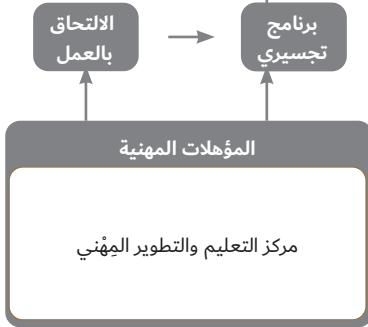 برنامج
تجسيري
الالتحاق
بالعمل
المؤهلات المهنية
مركز التعليم والتطوير المِهْني